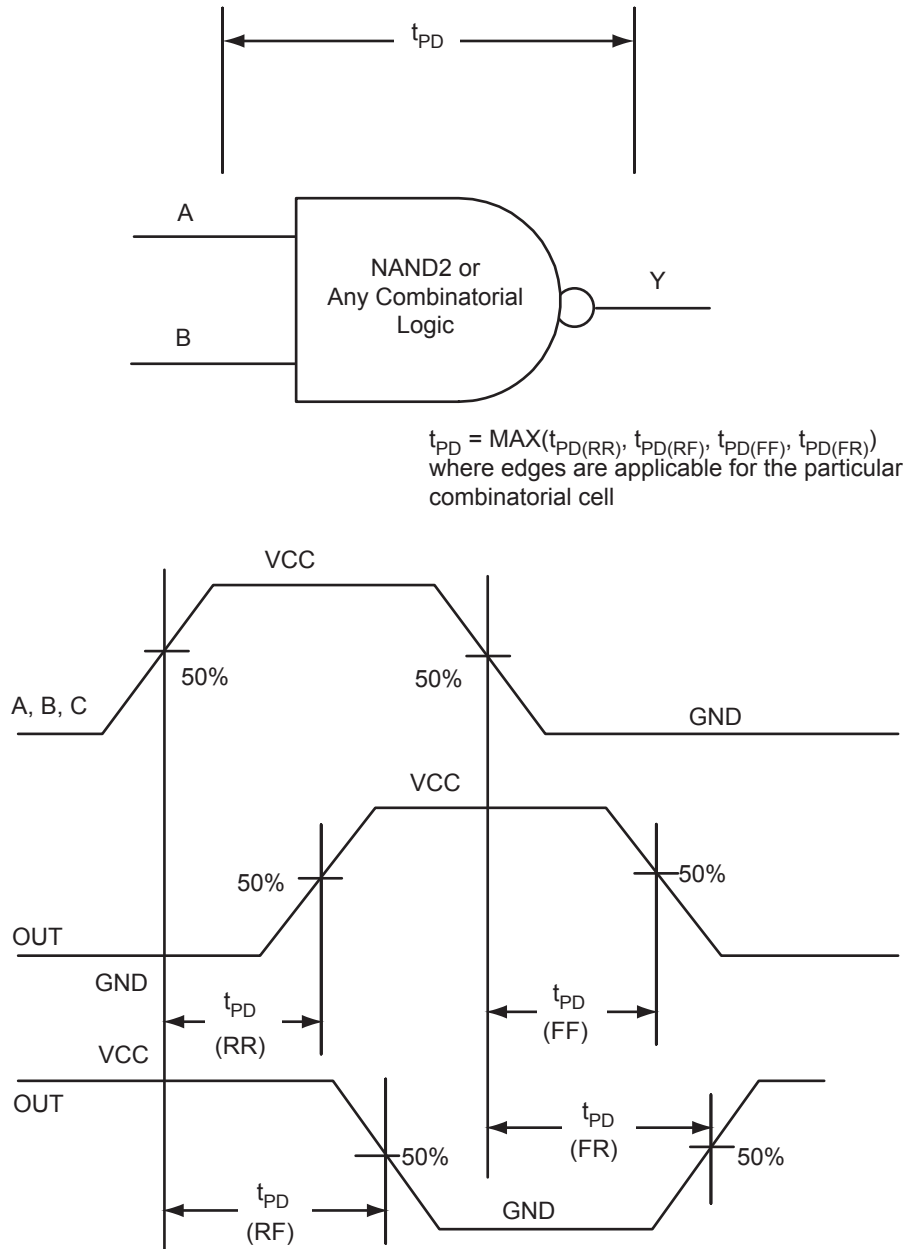 tPD
A
NAND2 or
Any Combinatorial
Logic
Y
B
tPD = MAX(tPD(RR), tPD(RF), tPD(FF), tPD(FR))
where edges are applicable for the particular
combinatorial cell
VCC
50%
50%
A, B, C
GND
VCC
50%
50%
OUT
GND
tPD
(RR)
tPD
(FF)
VCC
OUT
tPD
(FR)
50%
50%
tPD
(RF)
GND